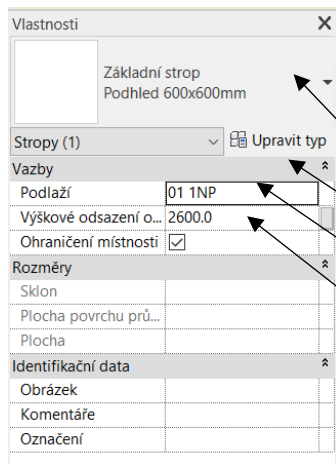 Vlastnosti
Základní strop
Podhled 600x600mm
Stropy (1) Upravit typ
Vazby
Podlaží 01 1NP
Výškové odsazení o... 2600.0
Ohraničení místnosti
Rozměry
Sklon
Plocha povrchu prů...
Plocha
Identifikační data
Obrázek
Komentáře
Označení